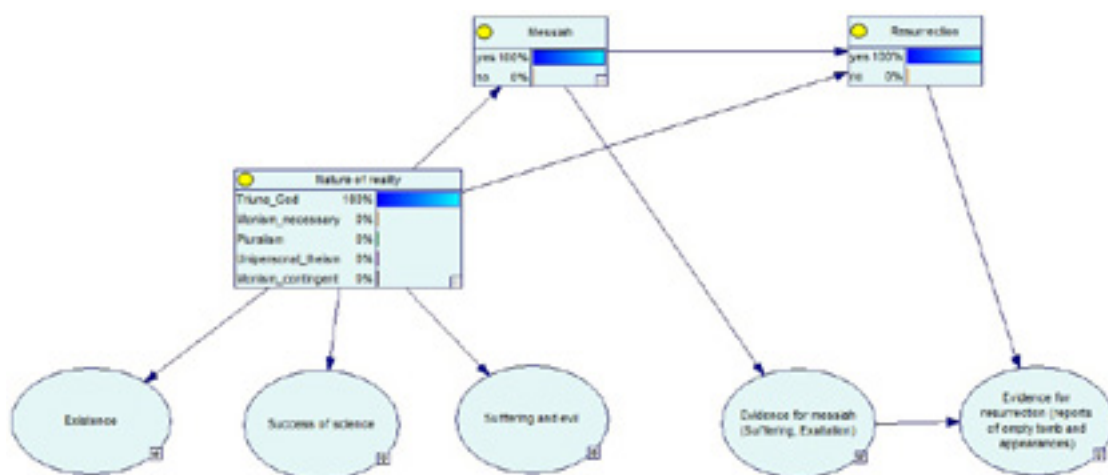 Messiah
yes 100%
no 0%
Resurrection
yes 100%
no 0%
Nature of reality
Triune_God 100%
Monism_necessary 0%
Pluralism 0%
Unipersonal_theism 0%
Monism_contingent 0%
Existence
Success of science
Suffering and evil
Evidence for messiah
(Suffering, Exaltation)
Evidence for
resurrection (reports
of empty tomb and
appearances)